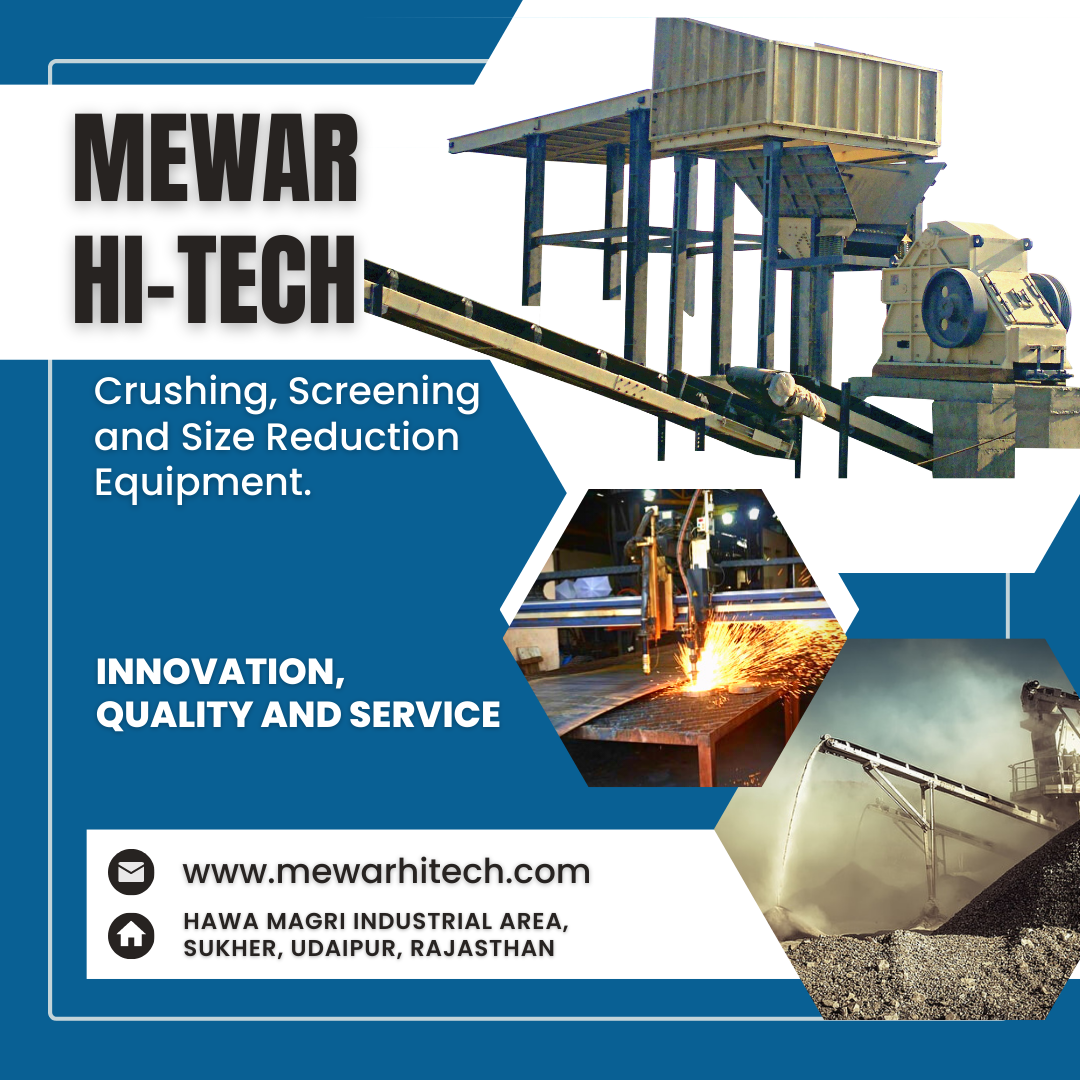 MEWAR
HI-TECH
Crushing, Screening
and Size Reduction
Equipment.
INNOVATION,
QUALITY AND SERVICE
www.mewarhitech.com
HAWA MAGRI INDUSTRIAL AREA,
SUKHER, UDAIPUR, RAJASTHAN